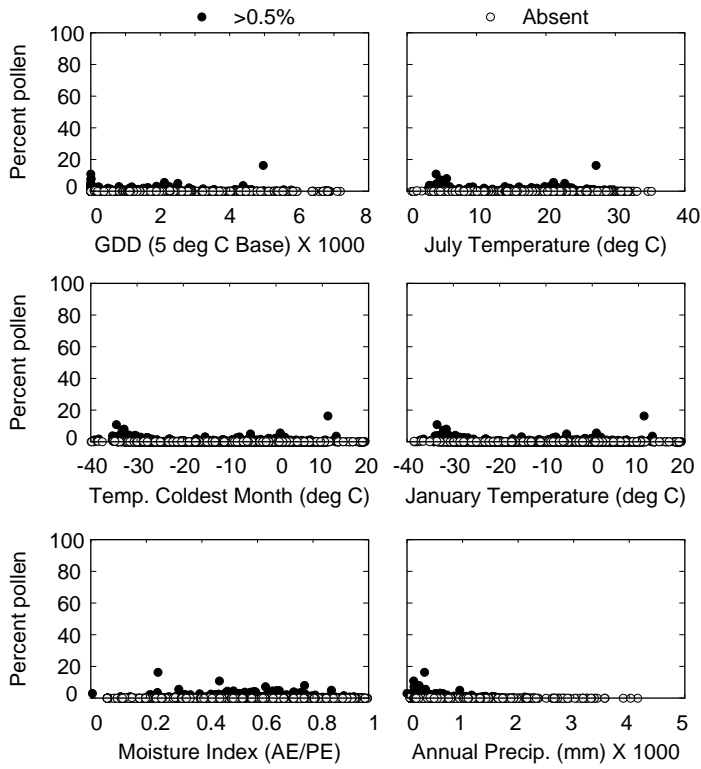 >0.5% Absent
100
80
60
40
20
0
Percent pollen
0 2 4 6 8
GDD (5 deg C Base) X 1000
0 10 20 30 40
July Temperature (deg C)
100
80
60
40
20
0
Percent pollen
-40 -30 -20 -10 0 10 20
Temp. Coldest Month (deg C)
-40 -30 -20 -10 0 10 20
January Temperature (deg C)
100
80
60
40
20
0
Percent pollen
0 0.2 0.4 0.6 0.8 1
Moisture Index (AE/PE)
0 1 2 3 4 5
Annual Precip. (mm) X 1000